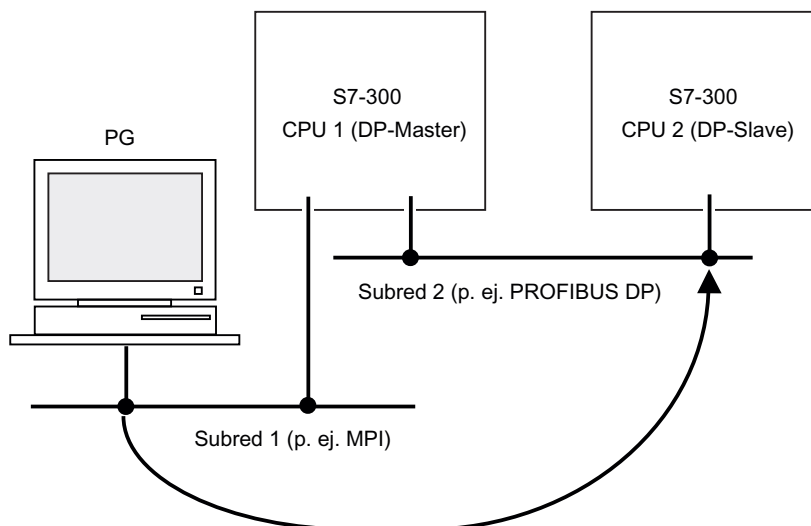 PG
S7-300
CPU 1 (DP-Master)
S7-300
CPU 2 (DP-Slave)
Subred 2 (p. ej. PROFIBUS DP)
Subred 1 (p. ej. MPI)